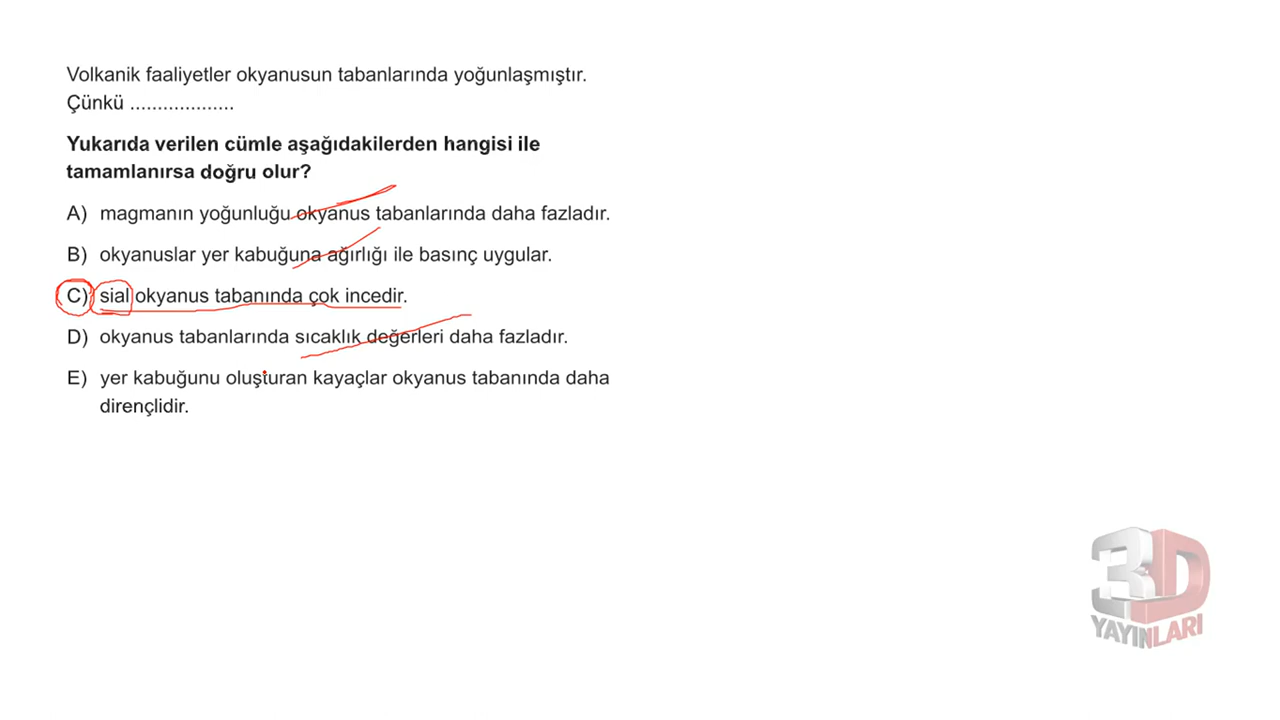 Volkanik faaliyetler okyanusun tabanlarında yoğunlaşmıştır.
Çünkü ...................
Yukarıda verilen cümle aşağıdakilerden hangisi ile
tamamlanırsa doğru olur?
A) magmanın yoğunluğu okyanus tabanlarında daha fazladır.
B) okyanuslar yer kabuğuna ağırlığı ile basınç uygular.
C) sial okyanus tabanında çok incedir.
D) okyanus tabanlarında sıcaklık değerleri daha fazladır.
E) yer kabuğunu oluşturan kayaçlar okyanus tabanında daha
dirençlidir.
3D
YAYINLARI